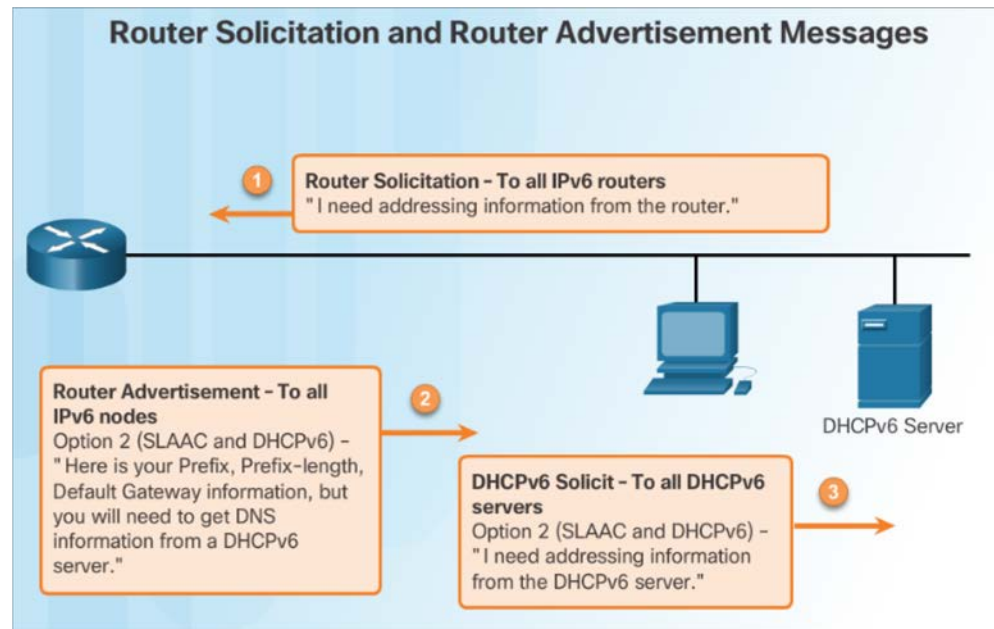 Router Solicitation and Router Advertisement Messages
1
Router Solicitation – To all IPv6 routers
"I need addressing information from the router."
Router Advertisement – To all
IPv6 nodes
Option 2 (SLAAC and DHCPv6) –
"Here is your Prefix, Prefix-length,
Default Gateway information, but
you will need to get DNS
information from a DHCPv6
server."
2
DHCPv6 Server
DHCPv6 Solicit – To all DHCPv6
servers
Option 2 (SLAAC and DHCPv6) –
"I need addressing information
from the DHCPv6 server."
3